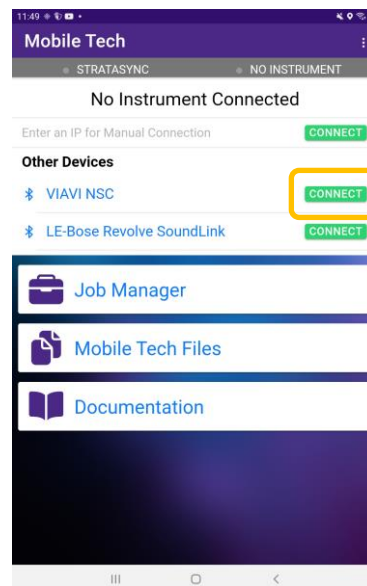 11:49
Mobile Tech
STRATASYNC NO INSTRUMENT
No Instrument Connected
Enter an IP for Manual Connection CONNECT
Other Devices
VIAVI NSC CONNECT
LE-Bose Revolve SoundLink CONNECT
Job Manager
Mobile Tech Files
Documentation